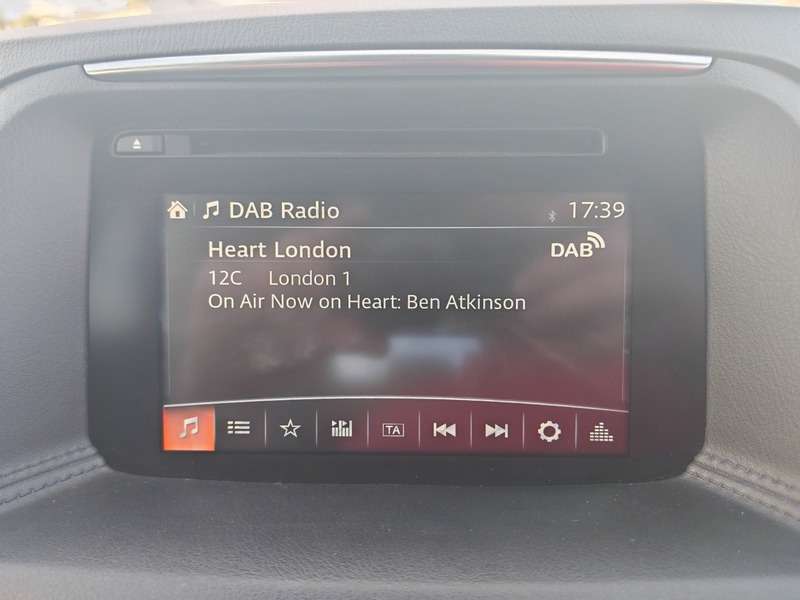 DAB Radio 17:39
Heart London DAB
12C London 1
On Air Now on Heart: Ben Atkinson
TA